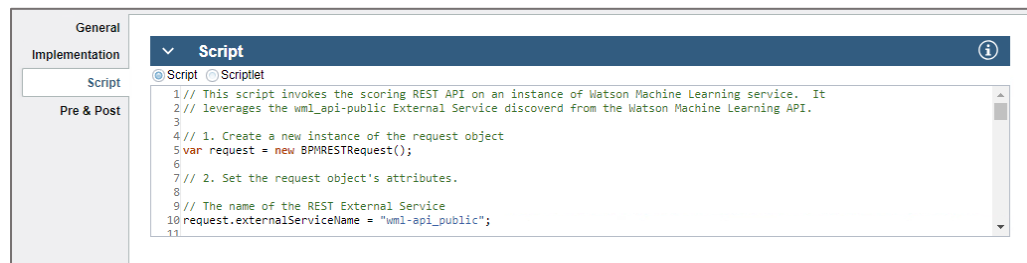 General
Implementation
Script
Pre & Post
Script
Script Scriptlet
1 // This script invokes the scoring REST API on an instance of Watson Machine Learning service.  It
2 // leverages the wml_api-public External Service discoverd from the Watson Machine Learning API.
3
4 // 1. Create a new instance of the request object
5 var request = new BPMRESTRequest();
6
7 // 2. Set the request object's attributes.
8
9 // The name of the REST External Service
10 request.externalServiceName = "wml-api_public";
11